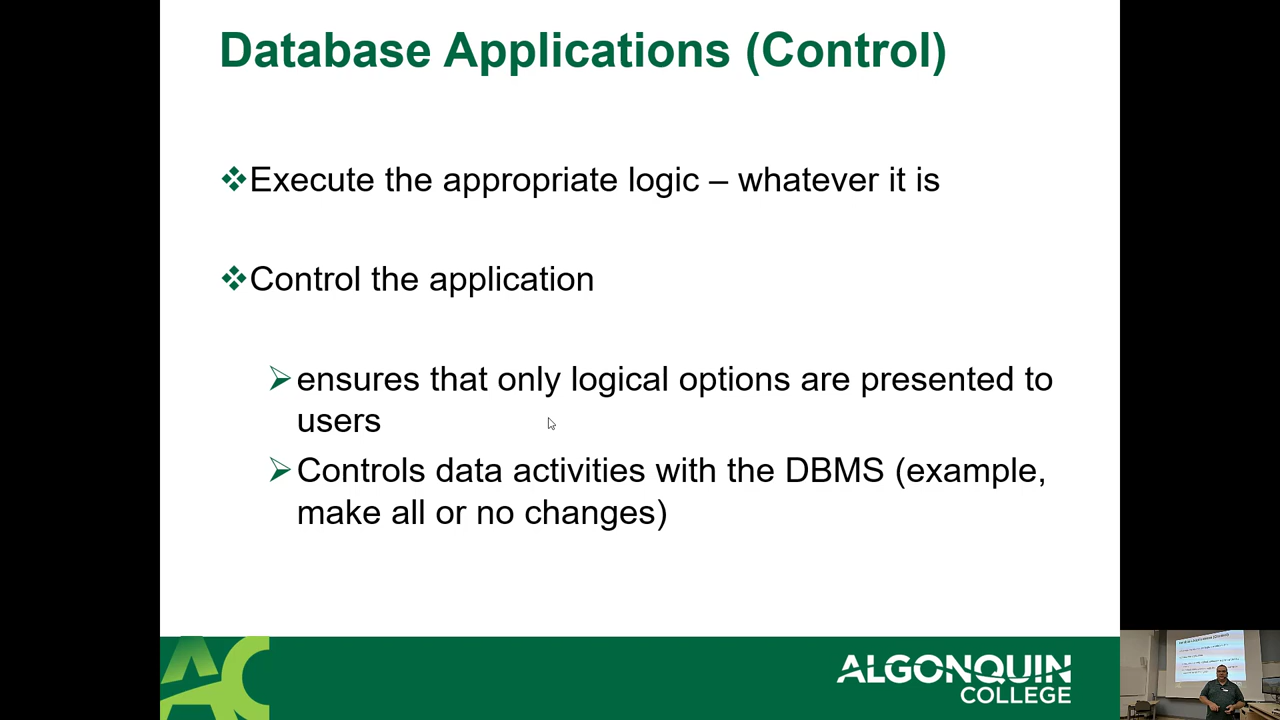 Database Applications (Control)
❖Execute the appropriate logic – whatever it is
❖Control the application
➢ensures that only logical options are presented to
users
➢Controls data activities with the DBMS (example,
make all or no changes)
AC
ALGONQUIN
COLLEGE